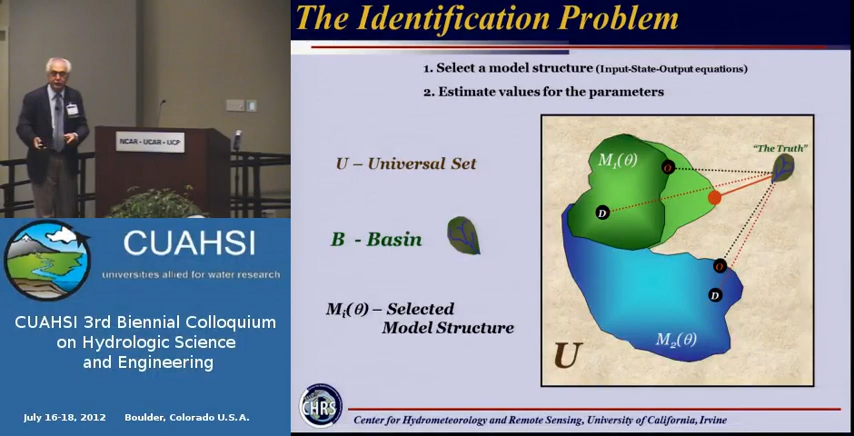 The Identification Problem
1. Select a model structure (Input-State-Output equations)
2. Estimate values for the parameters
U – Universal Set
B - Basin
Mi(θ) – Selected
Model Structure
M1(θ)
"The Truth"
O
D
O
D
M2(θ)
U
CHRS
Center for Hydrometeorology and Remote Sensing, University of California, Irvine
NCAR - UCAR - UCP
CUAHSI
universities allied for water research
CUAHSI 3rd Biennial Colloquium
on Hydrologic Science
and Engineering
July 16-18, 2012 Boulder, Colorado U.S.A.